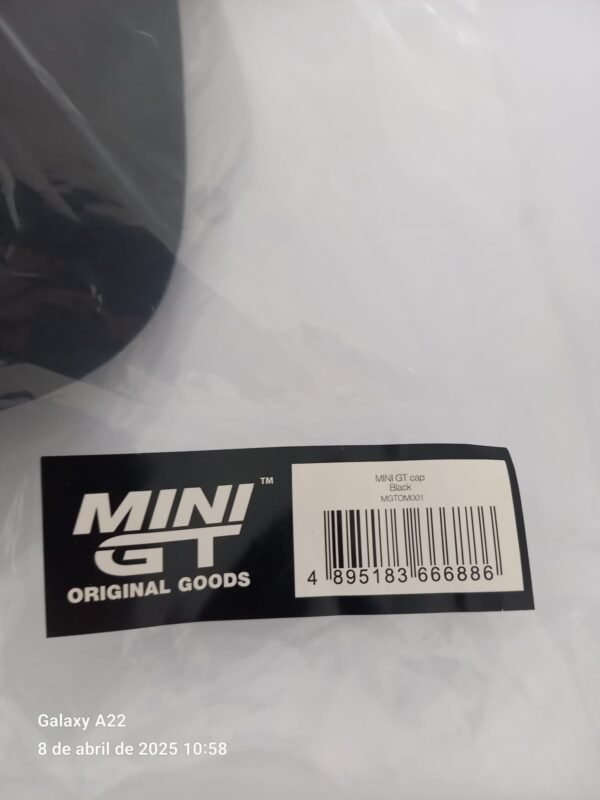 MINI™
GT
ORIGINAL GOODS
MINI GT cap
Black
MGTOM001
4 895183 666886
Galaxy A22
8 de abril de 2025 10:58